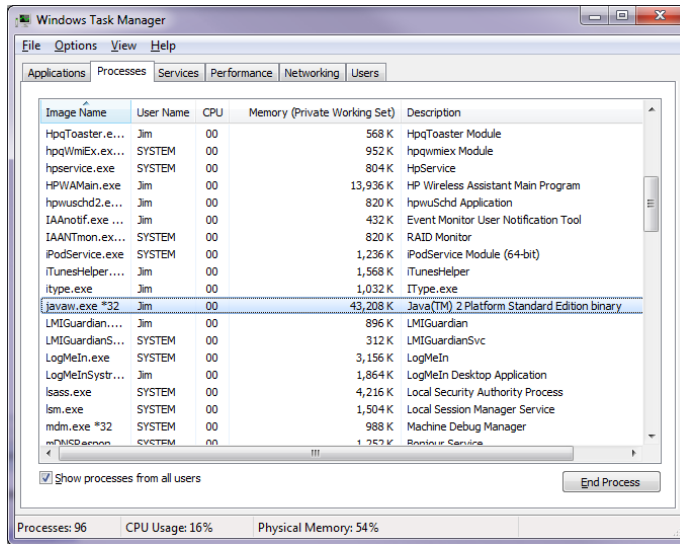 Windows Task Manager
File Options View Help
Applications Processes Services Performance Networking Users
Image Name User Name CPU Memory (Private Working Set) Description
HpqToaster.e... Jim 00 568 K HpqToaster Module
hpqWmiEx.ex... SYSTEM 00 952 K hpqwmiex Module
hpservice.exe SYSTEM 00 804 K HpService
HPWAMain.exe Jim 00 13,936 K HP Wireless Assistant Main Program
hpwuschd2.e... Jim 00 820 K hpwuSchd Application
IAAnotif.exe ... Jim 00 432 K Event Monitor User Notification Tool
IAANTmon.ex... SYSTEM 00 820 K RAID Monitor
iPodService.exe SYSTEM 00 1,236 K iPodService Module (64-bit)
iTunesHelper.... Jim 00 1,568 K iTunesHelper
itype.exe Jim 00 1,032 K IType.exe
javaw.exe *32 Jim 00 43,208 K Java(TM) 2 Platform Standard Edition binary
LMIGuardian.... Jim 00 896 K LMIGuardian
LMIGuardianS... SYSTEM 00 312 K LMIGuardianSvc
LogMeIn.exe SYSTEM 00 3,156 K LogMeIn
LogMeInSystr... Jim 00 1,864 K LogMeIn Desktop Application
lsass.exe SYSTEM 00 4,216 K Local Security Authority Process
lsm.exe SYSTEM 00 1,504 K Local Session Manager Service
mdm.exe *32 SYSTEM 00 988 K Machine Debug Manager
mDNSRespon... SYSTEM 00 1,252 K Bonjour Service
Show processes from all users
End Process
Processes: 96 CPU Usage: 16% Physical Memory: 54%